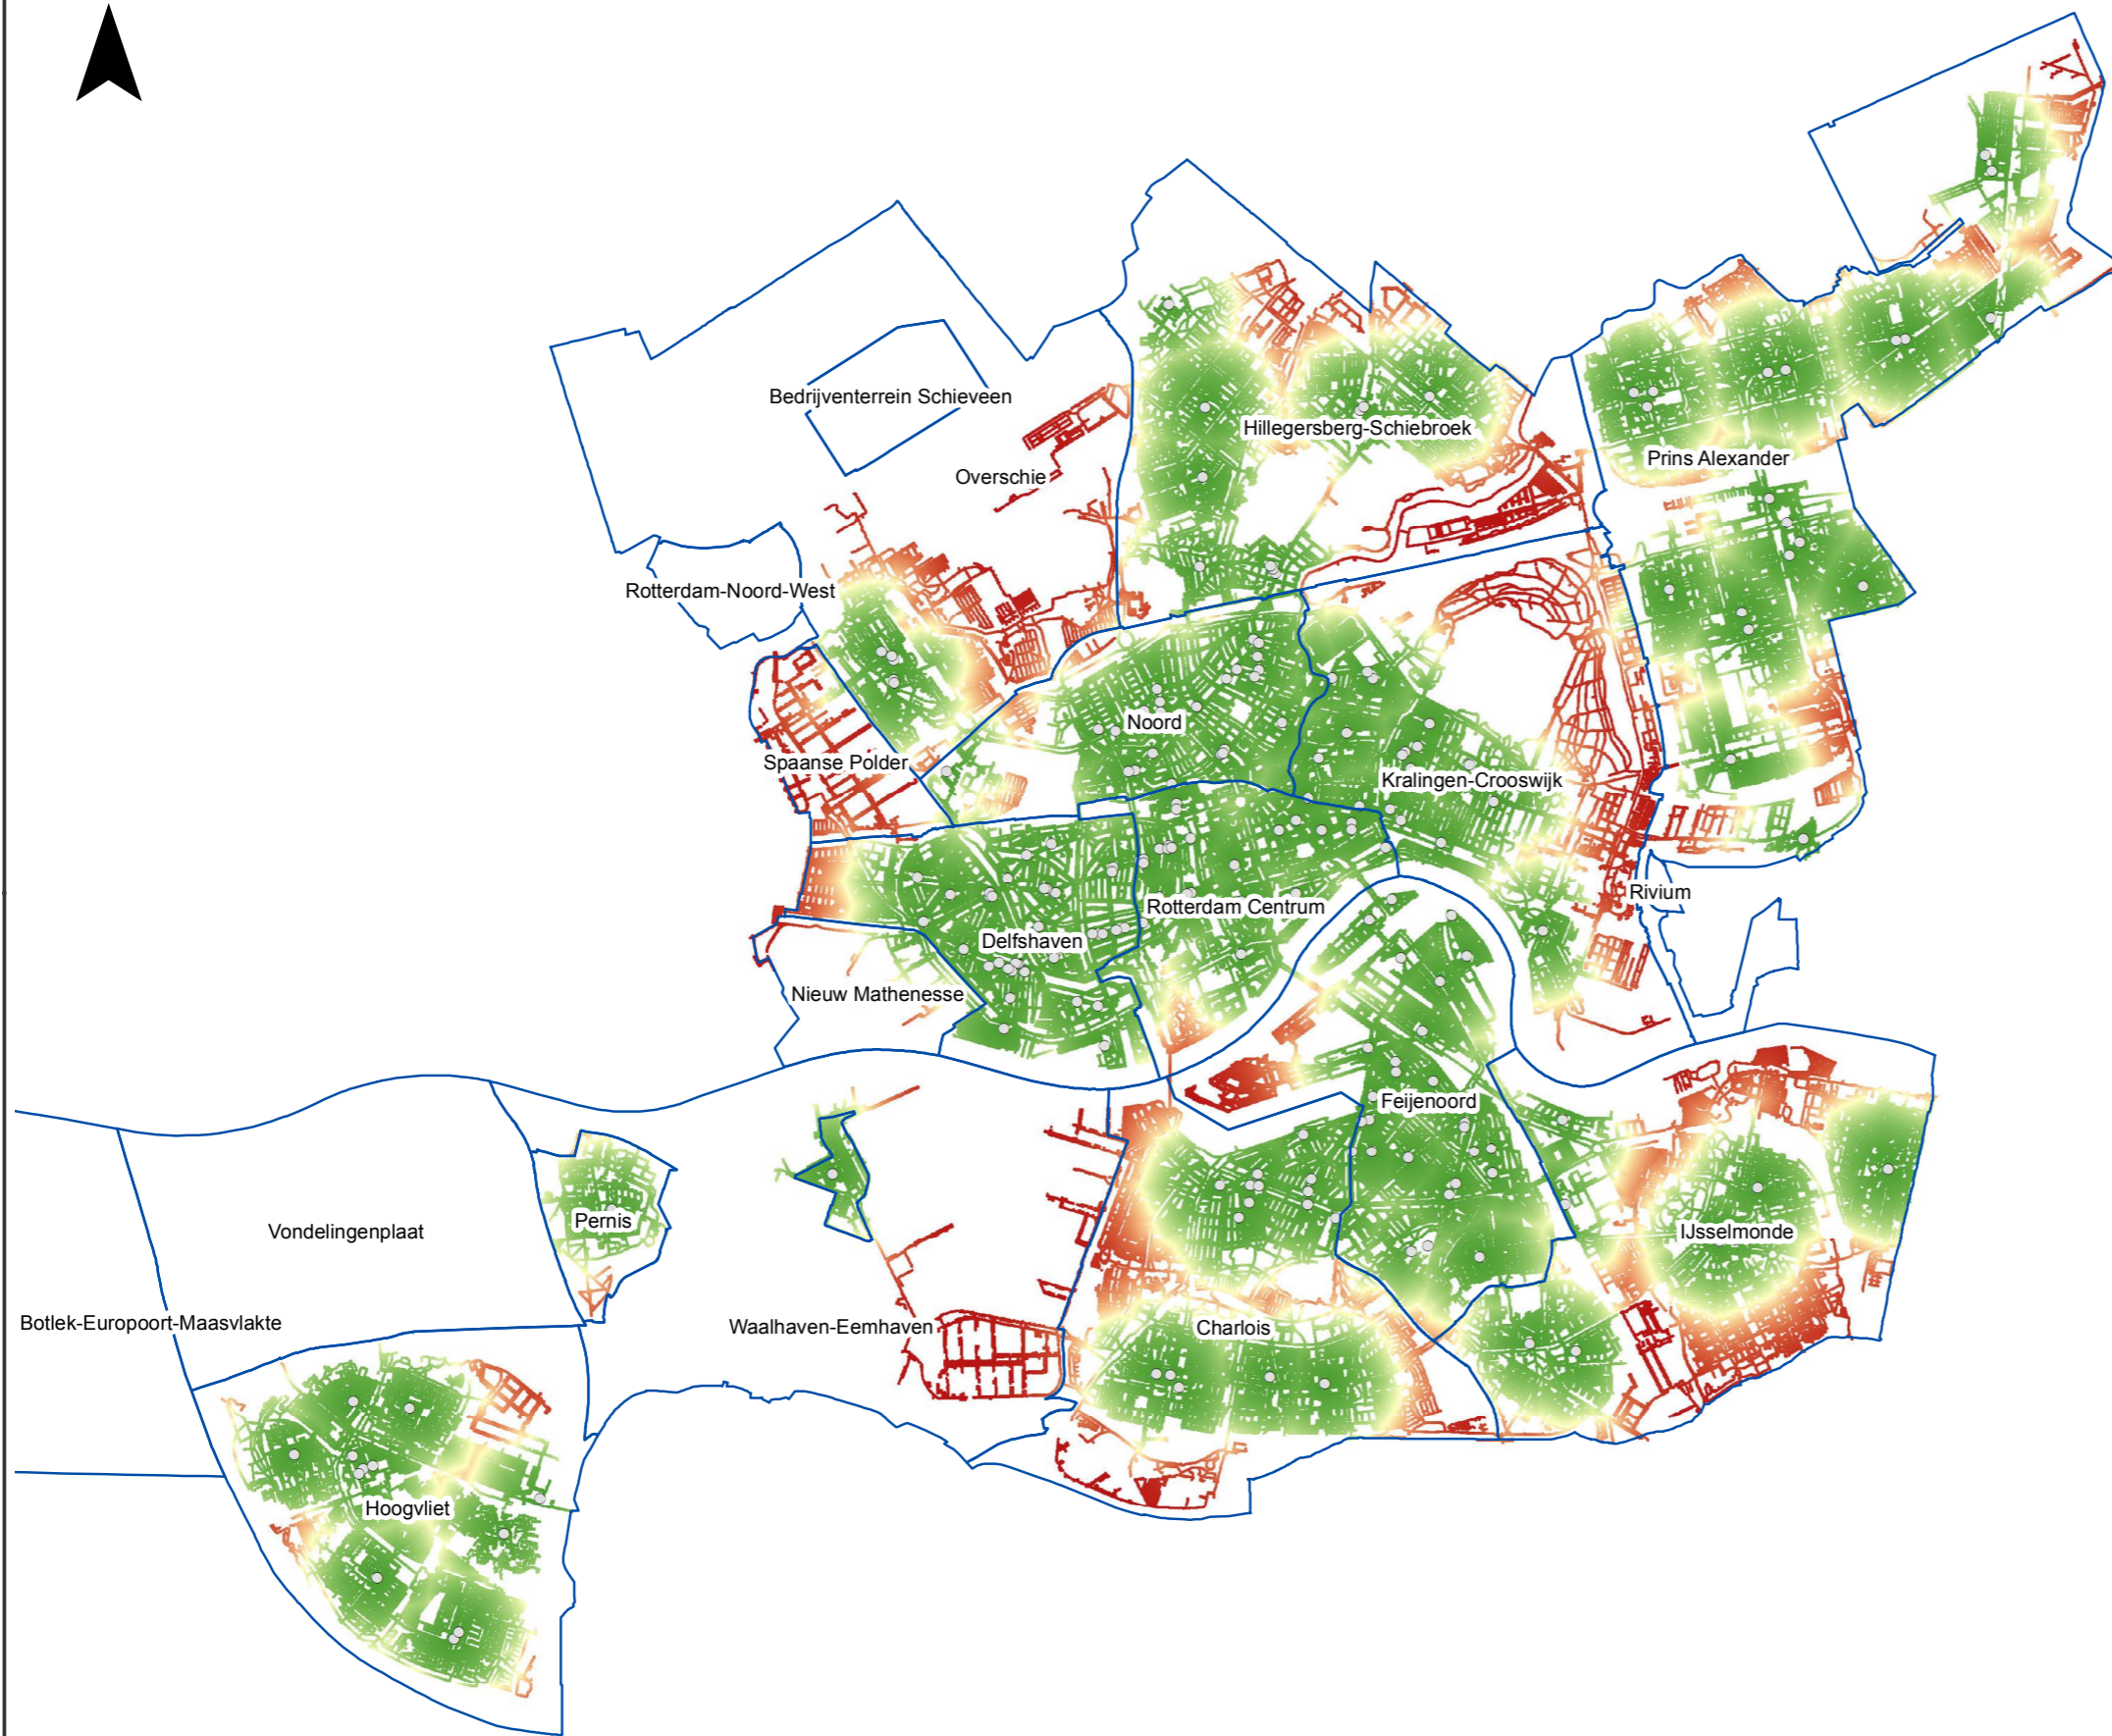 Bedrijventerrein Schieveen
Hillegersberg-Schiebroek
Prins Alexander
Overschie
Rotterdam-Noord-West
Noord
Spaanse Polder
Kralingen-Crooswijk
Rivium
Rotterdam Centrum
Delfshaven
Nieuw Mathenesse
Feijenoord
Pernis
Vondelingenplaat
IJsselmonde
Botlek-Europoort-Maasvlakte
Waalhaven-Eemhaven
Charlois
Hoogvliet